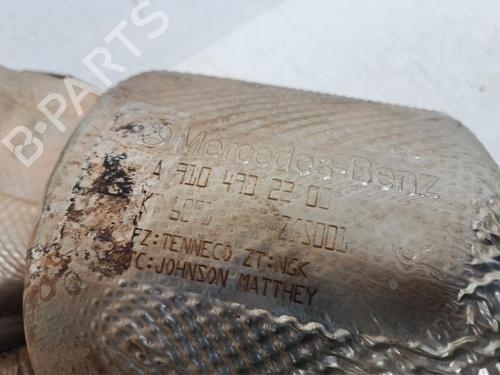 Mercedes-Benz
A 910 490 22 00
FZ:TENNECO ZT:NGK
TC:JOHNSON MATTHEY
B-PARTS